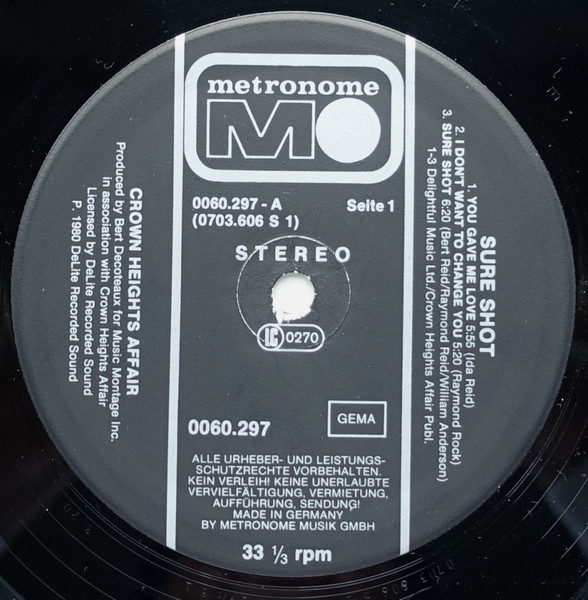 metronome
MO
0060.297 - A
Seite 1
(0703.606 S 1)
STEREO
LC 0270
0060.297
GEMA
ALLE URHEBER- UND LEISTUNGS-
SCHUTZRECHTE VORBEHALTEN.
KEIN VERLEIH! KEINE UNERLAUBTE
VERVIELFÄLTIGUNG, VERMIETUNG,
AUFFÜHRUNG, SENDUNG!
MADE IN GERMANY
BY METRONOME MUSIK GMBH
33 1/3 rpm
SURE SHOT
1. YOU GAVE ME LOVE 5:55 (Ida Reid)
2. I DON'T WANT TO CHANGE YOU 5:20 (Raymond Rock)
3. SURE SHOT 6:20 (Bert Reid/Raymond Reid/William Anderson)
1-3 Delightful Music Ltd./Crown Heights Affair Publ.
CROWN HEIGHTS AFFAIR
Produced by Bert Decoteaux for Music Montage Inc.
in association with Crown Heights Affair
Licensed by DeLite Recorded Sound
P. 1980 DeLite Recorded Sound